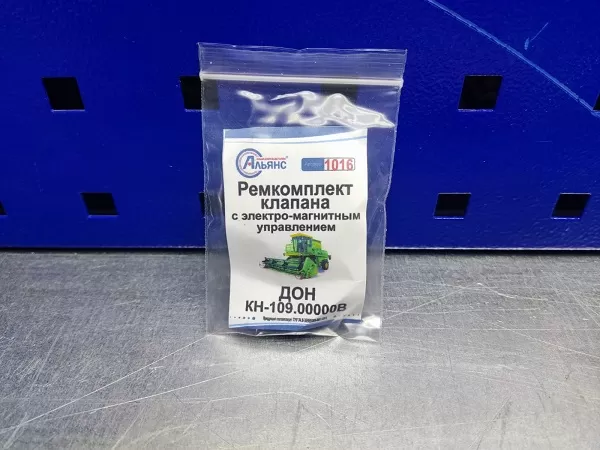 Альянс
1016
Ремкомплект
клапана
с электро-магнитным
управлением
ДОН
КН-109.00000В